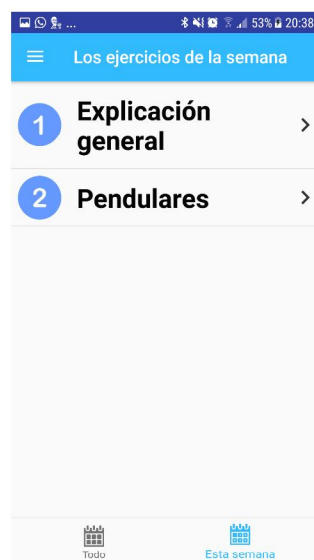 ... 53% 20:38
Los ejercicios de la semana
1 Explicación
general
2 Pendulares
Todo
Esta semana